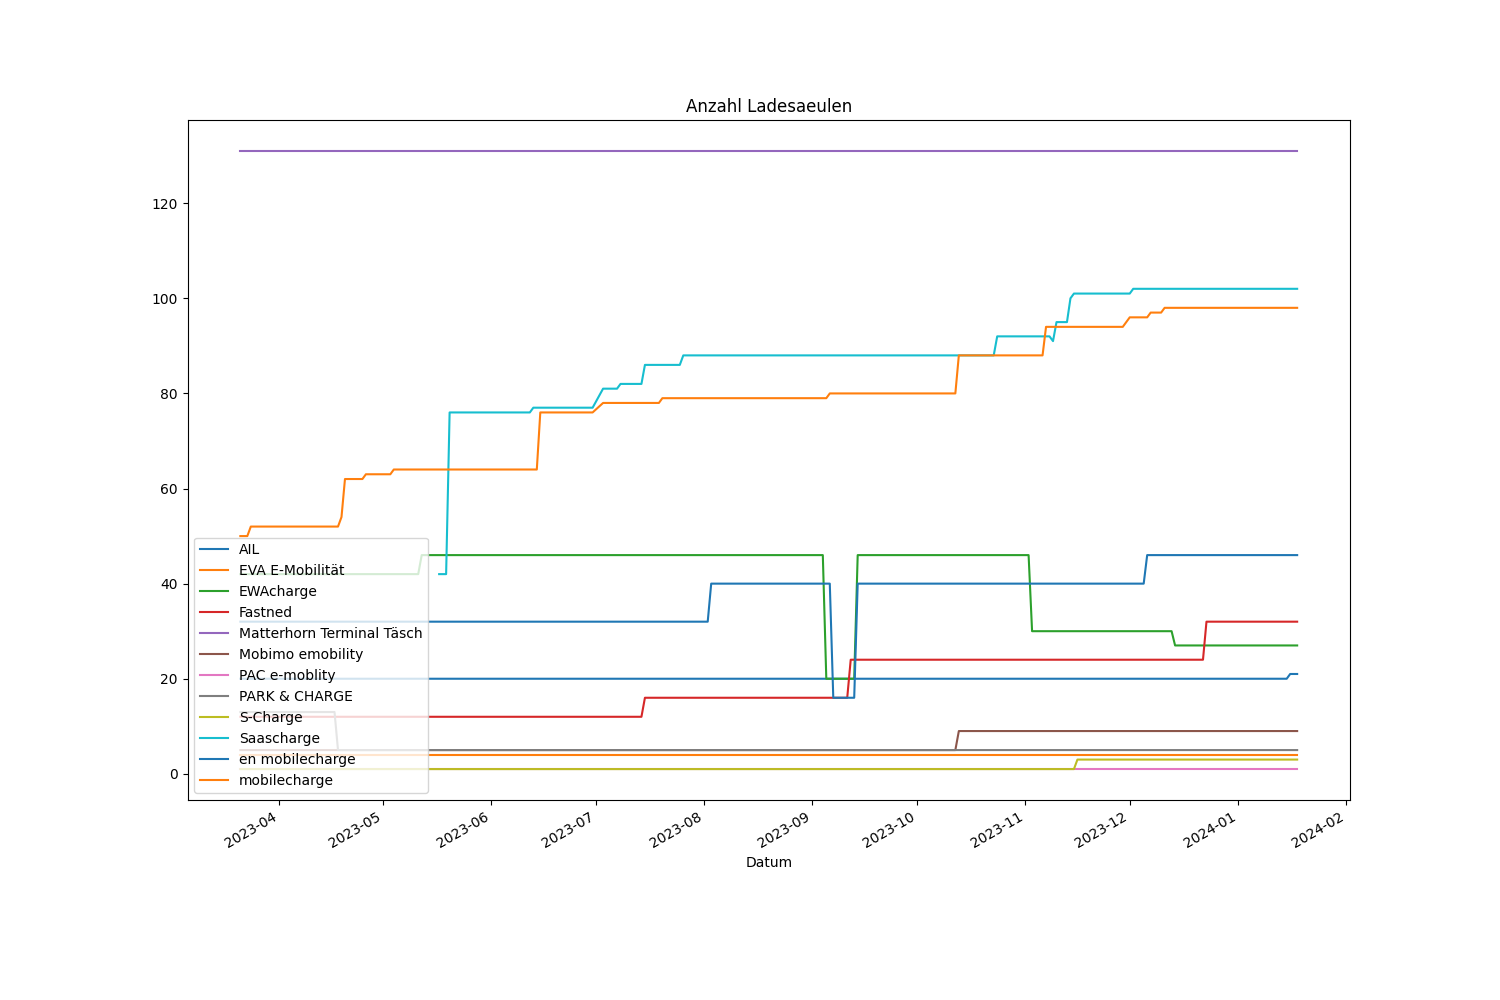 Anzahl Ladesaeulen
120
100
80
60
40
20
0
AIL
EVA E-Mobilität
EWAcharge
Fastned
Matterhorn Terminal Täsch
Mobimo emobility
PAC e-moblity
PARK & CHARGE
S-Charge
Saascharge
en mobilecharge
mobilecharge
2023-04
2023-05
2023-06
2023-07
2023-08
2023-09
2023-10
2023-11
2023-12
2024-01
2024-02
Datum